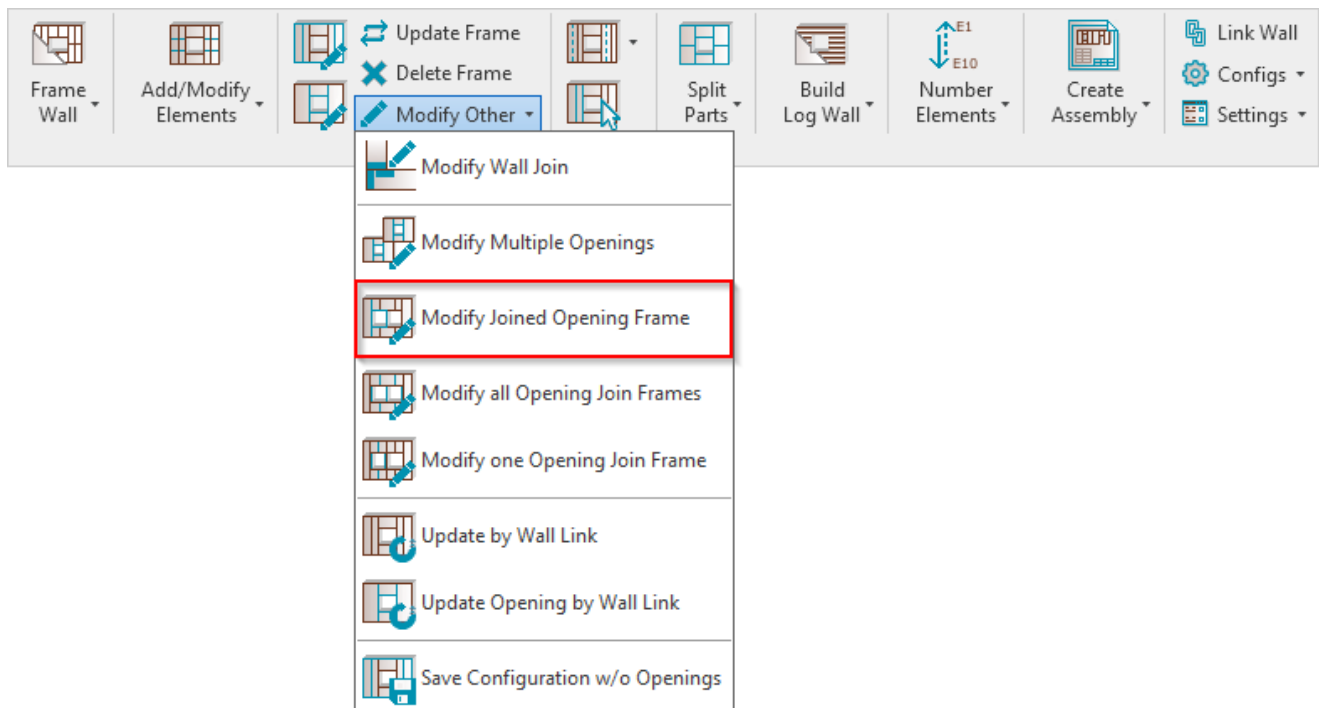 Frame
Wall
Add/Modify
Elements
Update Frame
Delete Frame
Modify Other
Split
Parts
Build
Log Wall
E1
E10
Number
Elements
Create
Assembly
Link Wall
Configs
Settings
Modify Wall Join
Modify Multiple Openings
Modify Joined Opening Frame
Modify all Opening Join Frames
Modify one Opening Join Frame
Update by Wall Link
Update Opening by Wall Link
Save Configuration w/o Openings